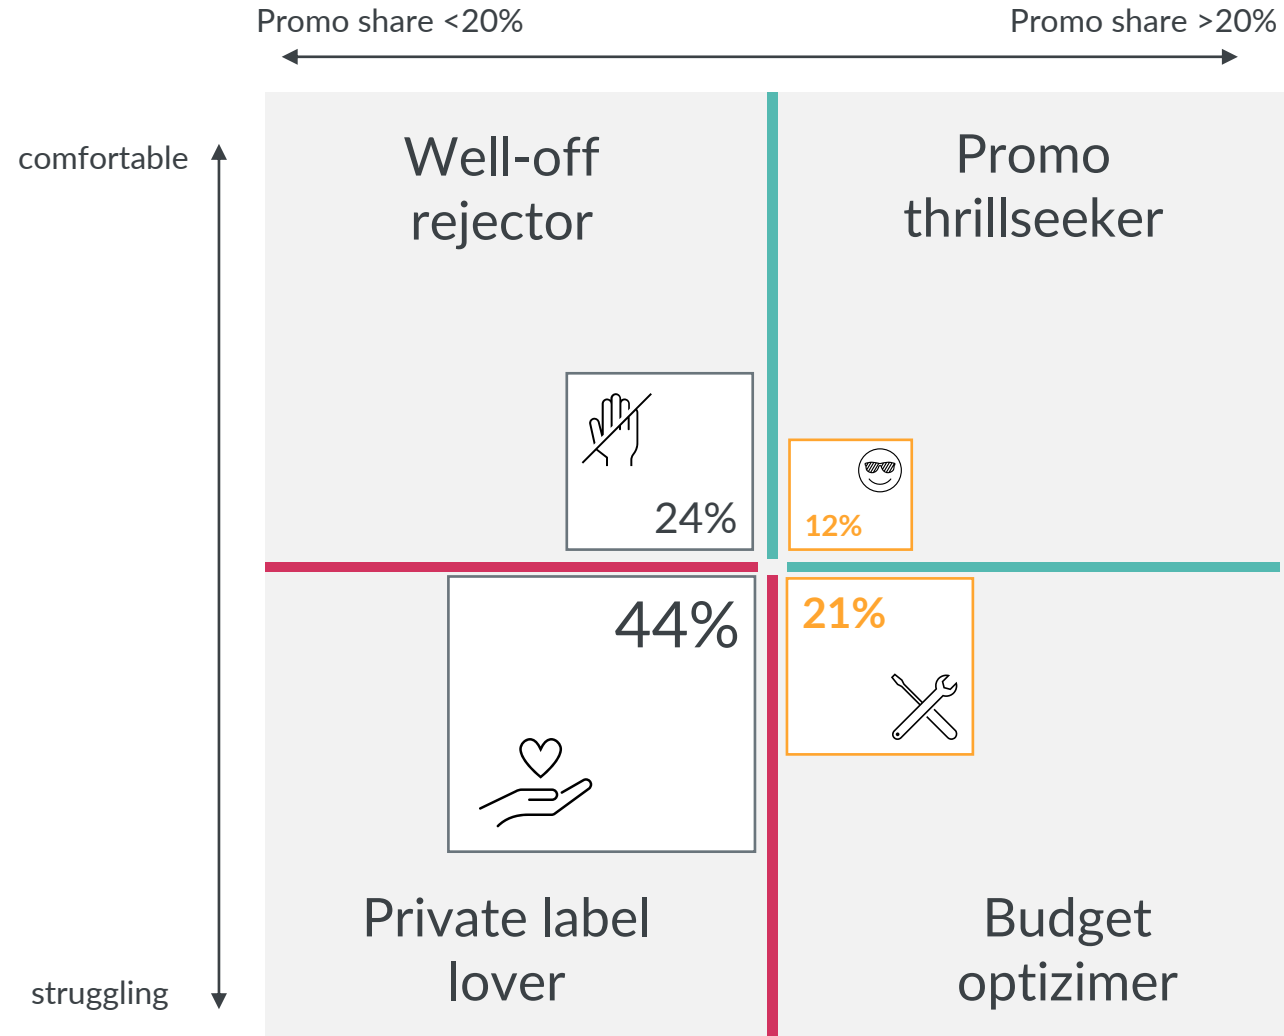 Promo share <20%
Promo share >20%
comfortable
Well-off
rejector
Promo
thrillseeker
24%
12%
44%
21%
Private label
lover
Budget
optizimer
struggling